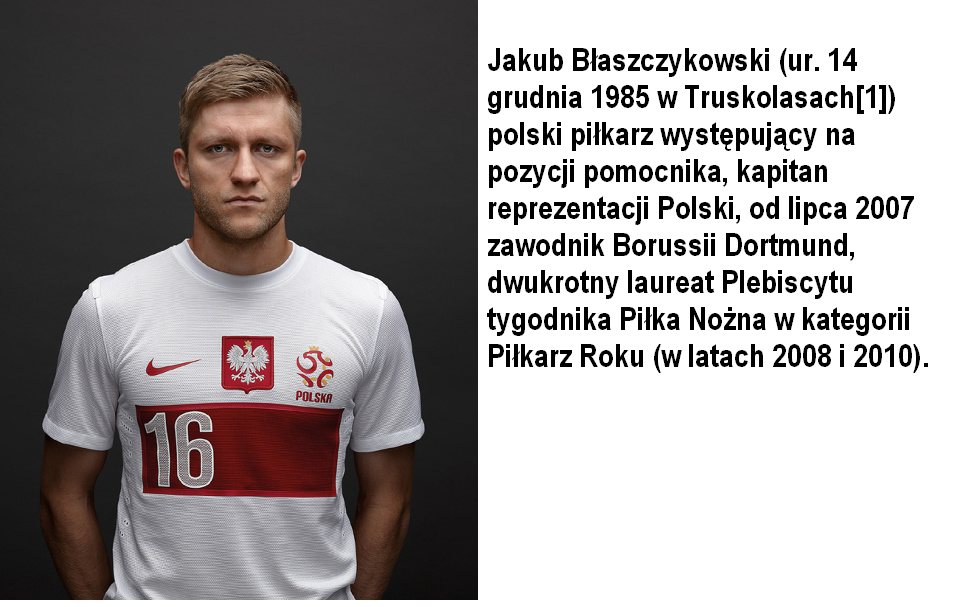 Jakub Błaszczykowski (ur. 14
grudnia 1985 w Truskolasach[1])
polski piłkarz występujący na
pozycji pomocnika, kapitan
reprezentacji Polski, od lipca 2007
zawodnik Borussii Dortmund,
dwukrotny laureat Plebiscytu
tygodnika Piłka Nożna w kategorii
Piłkarz Roku (w latach 2008 i 2010).
POLSKA
16